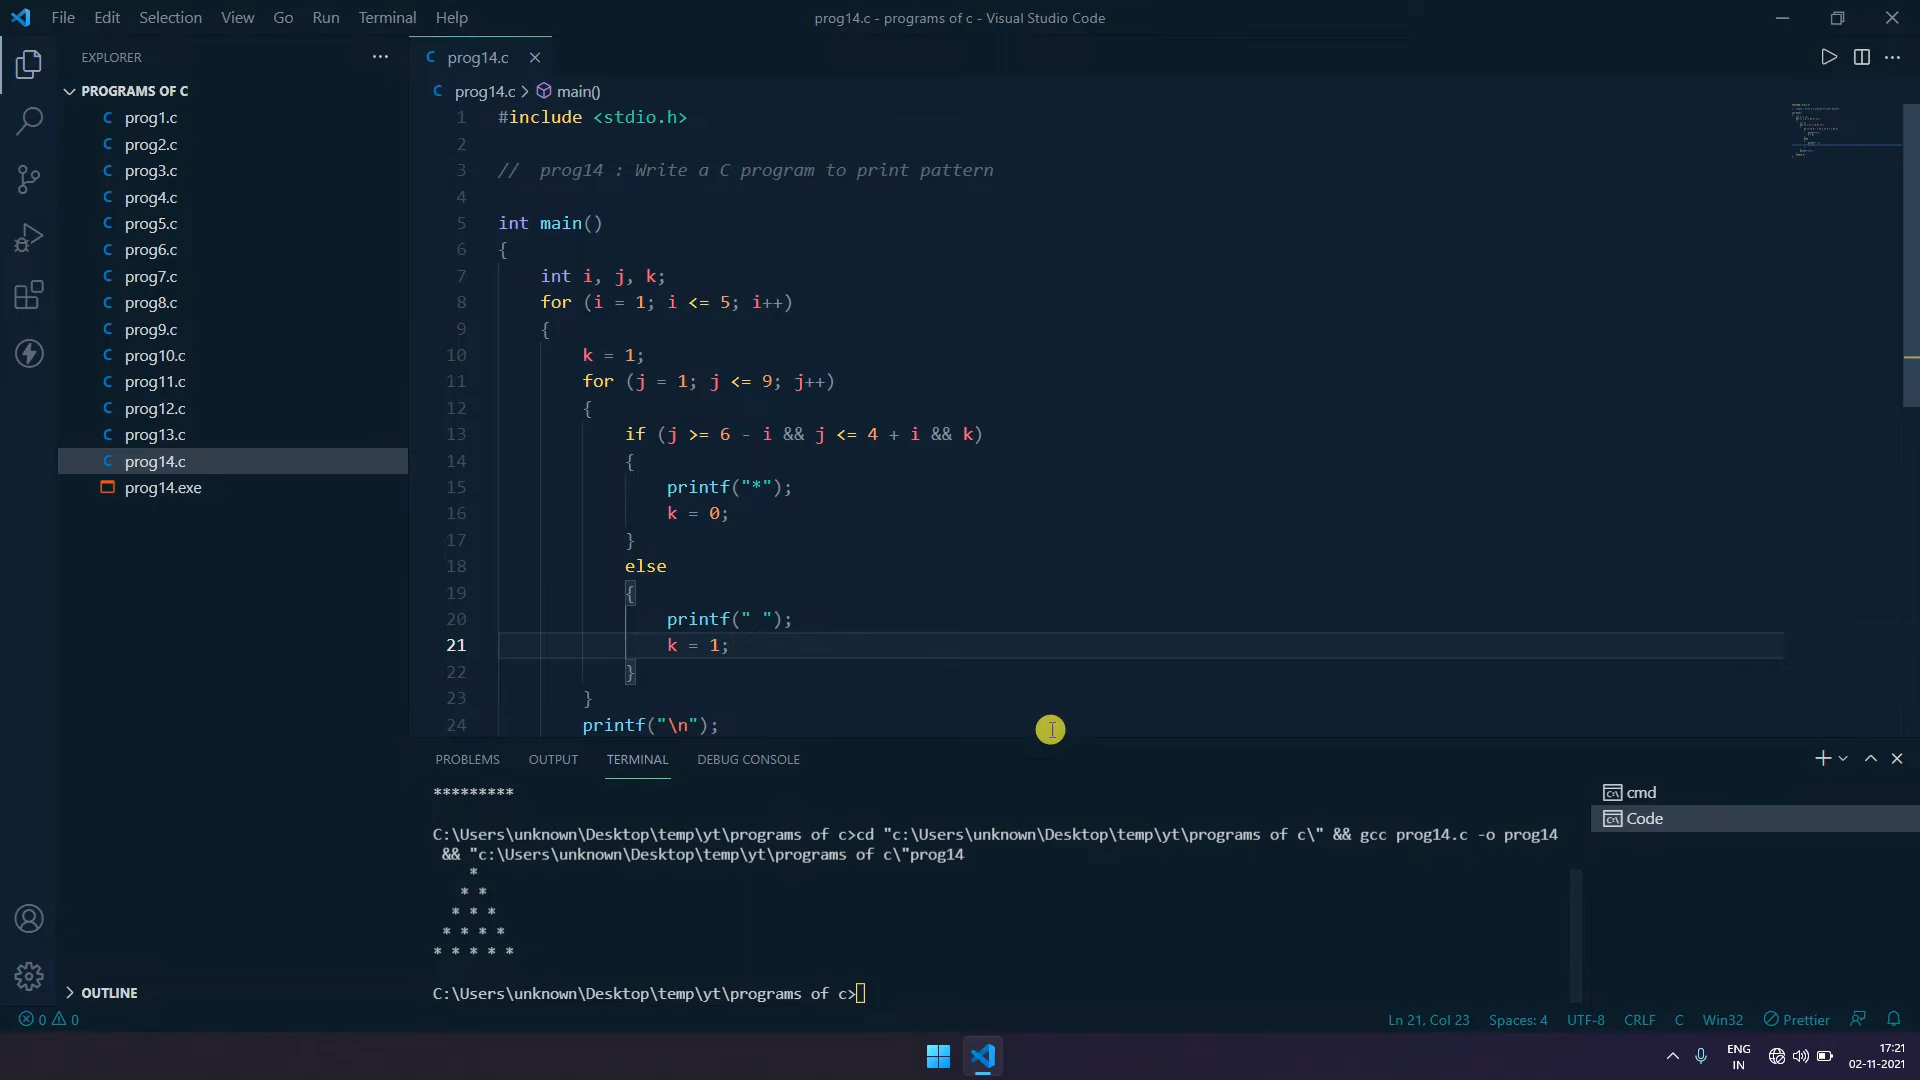 File Edit Selection View Go Run Terminal Help
prog14.c - programs of c - Visual Studio Code
EXPLORER
PROGRAMS OF C
prog1.c
prog2.c
prog3.c
prog4.c
prog5.c
prog6.c
prog7.c
prog8.c
prog9.c
prog10.c
prog11.c
prog12.c
prog13.c
prog14.c
prog14.exe
OUTLINE
C prog14.c
C prog14.c > main()
1 #include <stdio.h>
2
3 // prog14 : Write a C program to print pattern
4
5 int main()
6 {
7 int i, j, k;
8 for (i = 1; i <= 5; i++)
9 {
10 k = 1;
11 for (j = 1; j <= 9; j++)
12 {
13 if (j >= 6 - i && j <= 4 + i && k)
14 {
15 printf("*");
16 k = 0;
17 }
18 else
19 {
20 printf(" ");
21 k = 1;
22 }
23 }
24 printf("\n");
PROBLEMS OUTPUT TERMINAL DEBUG CONSOLE
cmd
Code
*********
C:\Users\unknown\Desktop\temp\yt\programs of c>cd "c:\Users\unknown\Desktop\temp\yt\programs of c\" && gcc prog14.c -o prog14
&& "c:\Users\unknown\Desktop\temp\yt\programs of c\"prog14
*
* *
* * *
* * * *
* * * * *
C:\Users\unknown\Desktop\temp\yt\programs of c>
0 0
Ln 21, Col 23 Spaces: 4 UTF-8 CRLF C Win32 Prettier
ENG
IN
17:21
02-11-2021